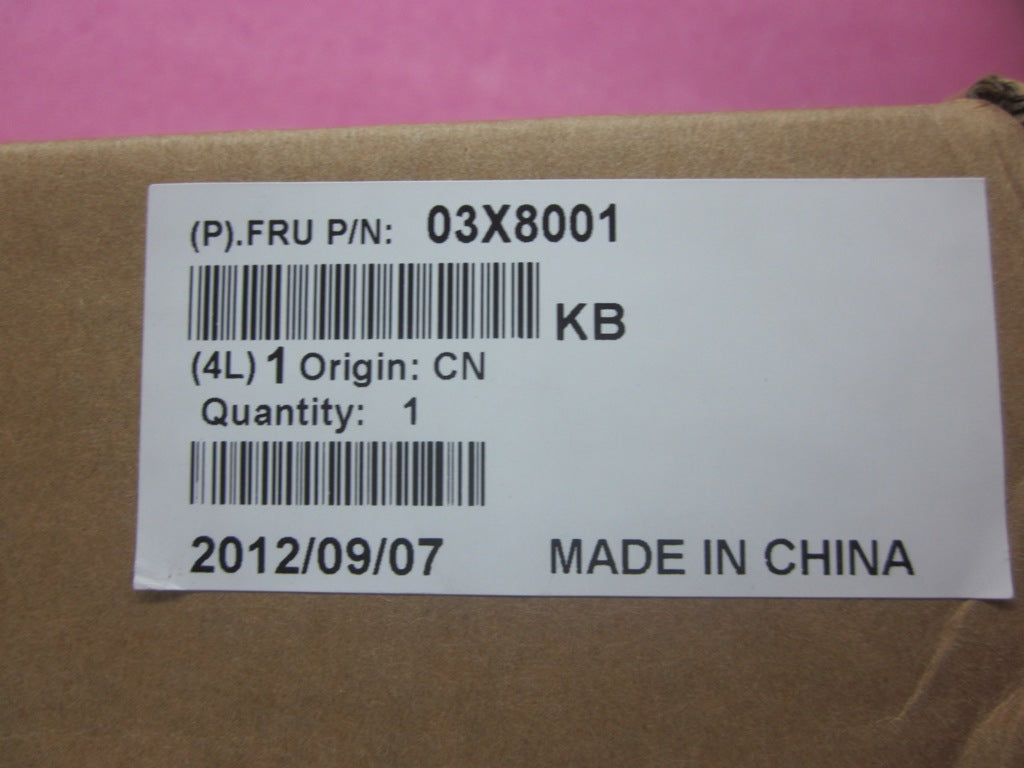 (P).FRU P/N: 03X8001
KB
(4L) 1 Origin: CN
Quantity: 1
2012/09/07 MADE IN CHINA